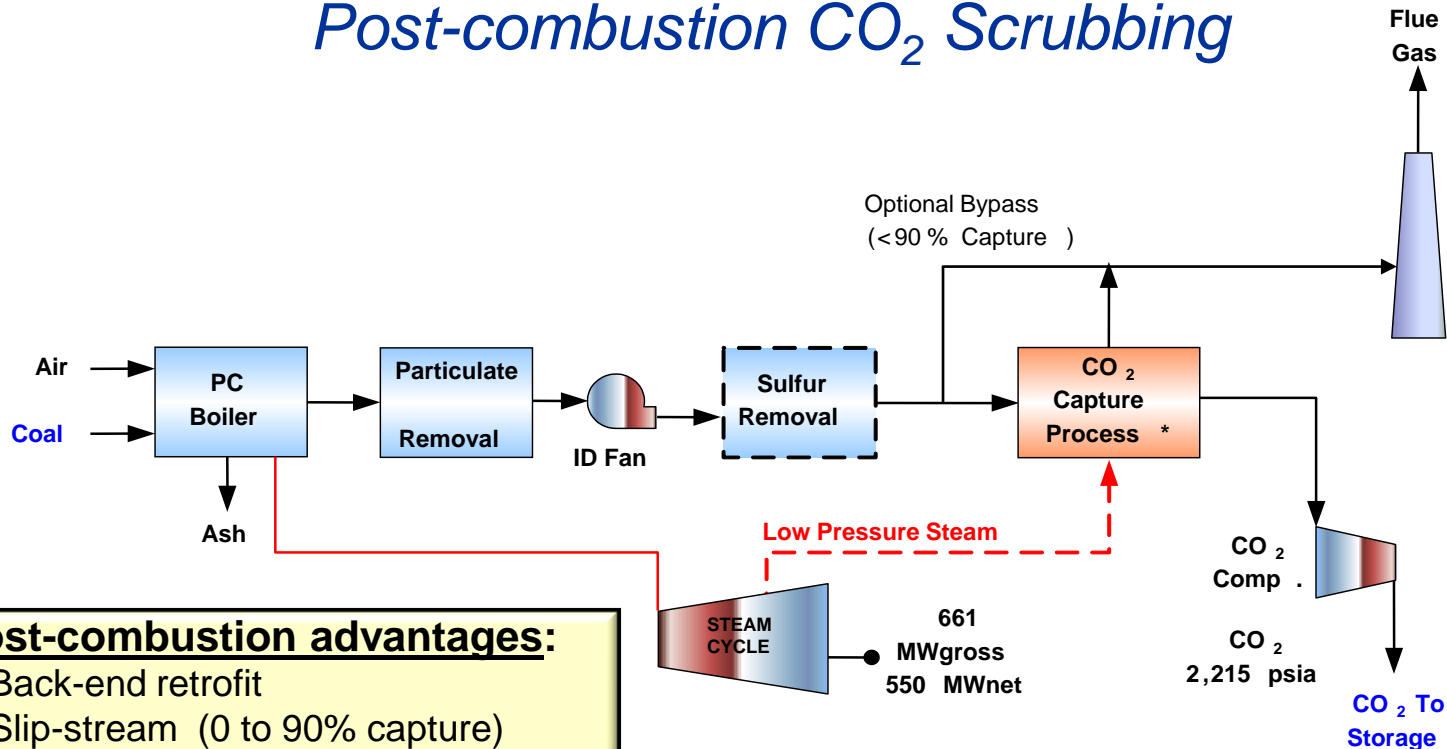 Post-combustion CO2 Scrubbing
Flue
Gas
Optional Bypass
(<90 % Capture )
Air
Coal
PC
Boiler
Ash
Particulate
Removal
ID Fan
Sulfur
Removal
CO 2
Capture
Process *
Low Pressure Steam
STEAM
CYCLE
661
MWgross
550 MWnet
CO 2
Comp .
CO 2
2,215 psia
CO 2 To
Storage
ost-combustion advantages:
Back-end retrofit
Slip-stream (0 to 90% capture)